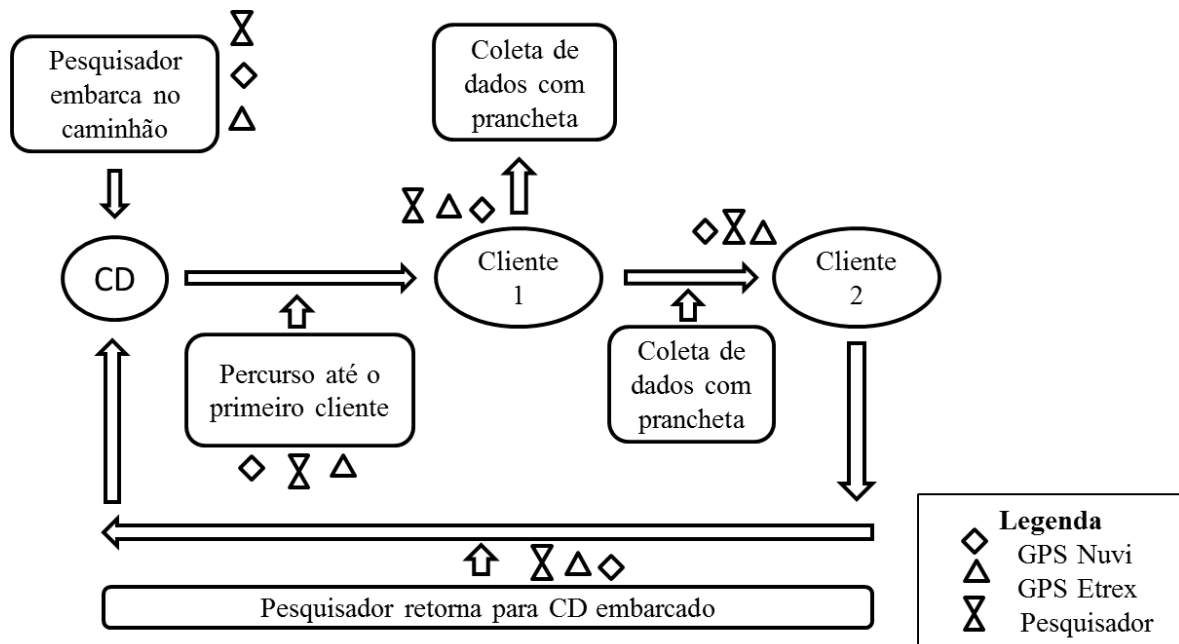 Pesquisador
embarca no
caminhão
Coleta de
dados com
prancheta
CD
Cliente
1
Cliente
2
Percurso até o
primeiro cliente
Coleta de
dados com
prancheta
Pesquisador retorna para CD embarcado
Legenda
GPS Nuvi
GPS Etrex
Pesquisador